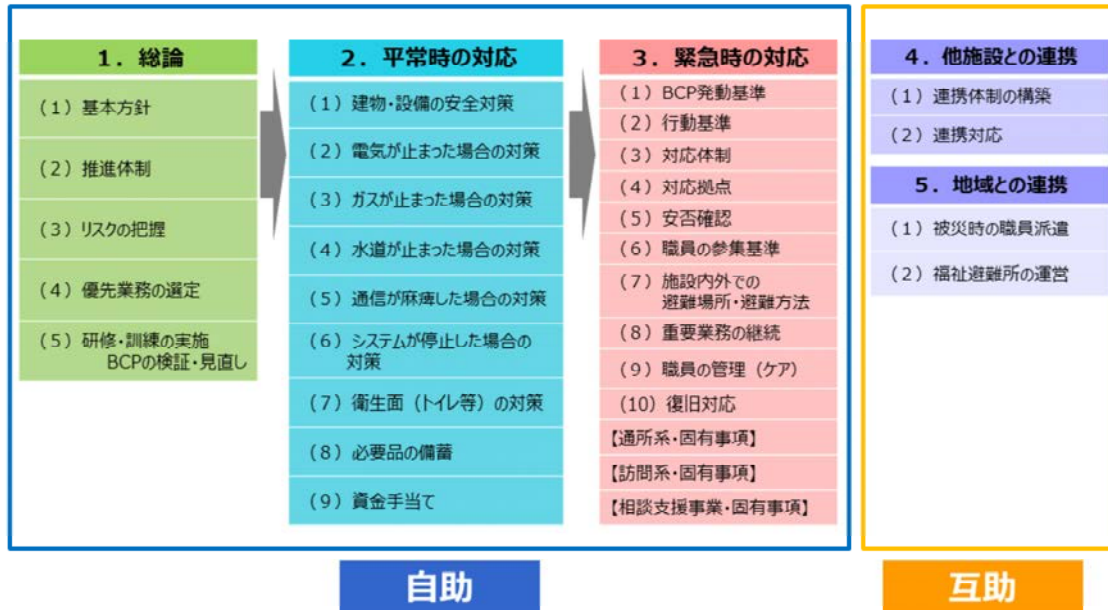 1．総論
（1）基本方針
（2）推進体制
（3）リスクの把握
（4）優先業務の選定
（5）研修・訓練の実施
BCPの検証・見直し
2．平常時の対応
（1）建物・設備の安全対策
（2）電気が止まった場合の対策
（3）ガスが止まった場合の対策
（4）水道が止まった場合の対策
（5）通信が麻痺した場合の対策
（6）システムが停止した場合の
対策
（7）衛生面（トイレ等）の対策
（8）必要品の備蓄
（9）資金手当て
3．緊急時の対応
（1）BCP発動基準
（2）行動基準
（3）対応体制
（4）対応拠点
（5）安否確認
（6）職員の参集基準
（7）施設内外での
避難場所・避難方法
（8）重要業務の継続
（9）職員の管理（ケア）
（10）復旧対応
【通所系・固有事項】
【訪問系・固有事項】
【相談支援事業・固有事項】
4．他施設との連携
（1）連携体制の構築
（2）連携対応
5．地域との連携
（1）被災時の職員派遣
（2）福祉避難所の運営
自助
互助